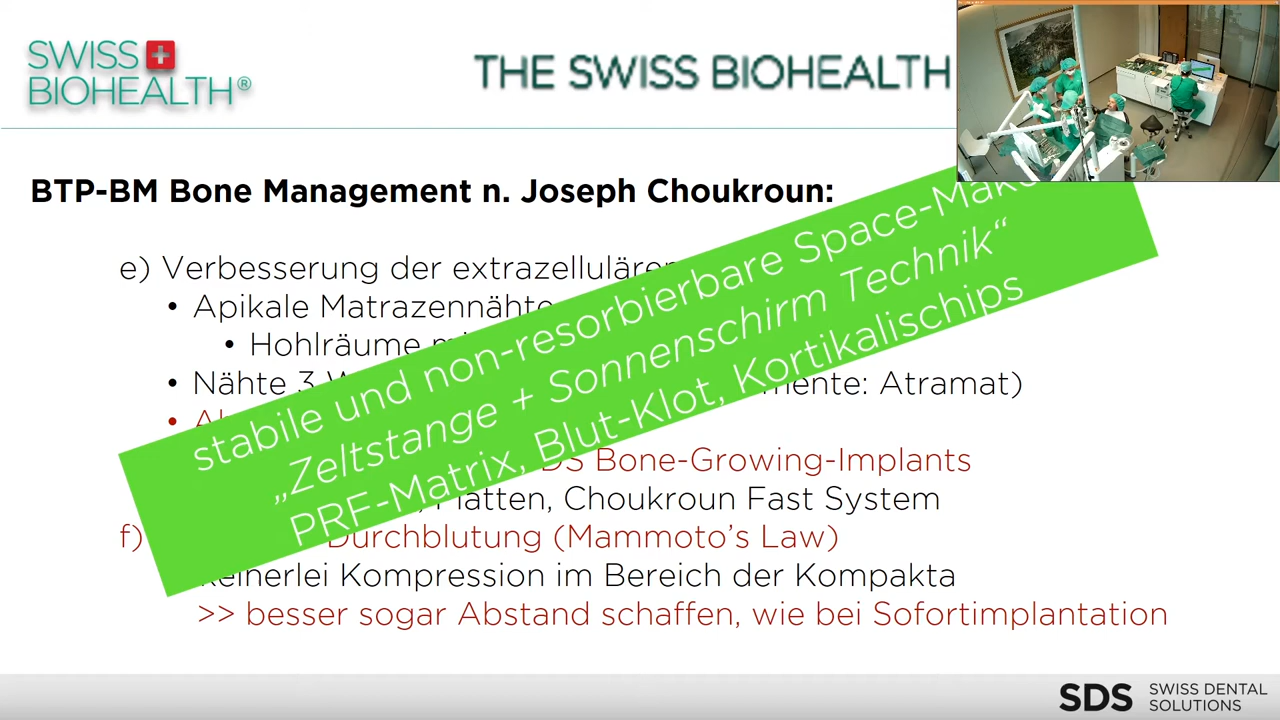 SWISS
BIOHEALTH®
THE SWISS BIOHEALTH
BTP-BM Bone Management n. Joseph Choukroun:
e) Verbesserung der extrazellulären
• Apikale Matrazennähte
• Hohlräume
• Nähte 3
mente: Atramat)
stabile und non-resorbierbare Space-Make
„Zeltstange + Sonnenschirm Technik“
PRF-Matrix, Blut-Klot, Kortikalischips
DS Bone-Growing-Implants
latten, Choukroun Fast System
f)
Durchblutung (Mammoto’s Law)
keinerlei Kompression im Bereich der Kompakta
>> besser sogar Abstand schaffen, wie bei Sofortimplantation
SDS SWISS DENTAL
SOLUTIONS